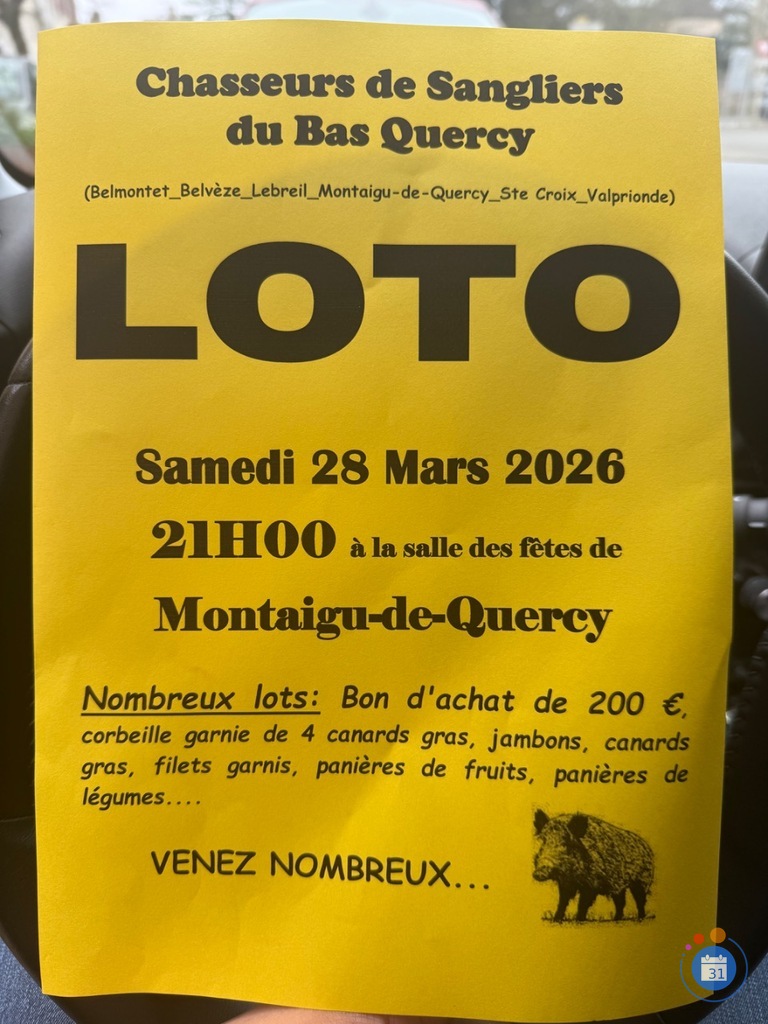 Chasseurs de Sangliers
du Bas Quercy
(Belmontet_Belvèze_Lebreil_Montaigu-de-Quercy_Ste Croix_Valprionde)
LOTO
Samedi 28 Mars 2026
21H00 à la salle des fêtes de
Montaigu-de-Quercy
Nombreux lots: Bon d'achat de 200 €,
corbeille garnie de 4 canards gras, jambons, canards
gras, filets garnis, panières de fruits, panières de
légumes....
VENEZ NOMBREUX...
31